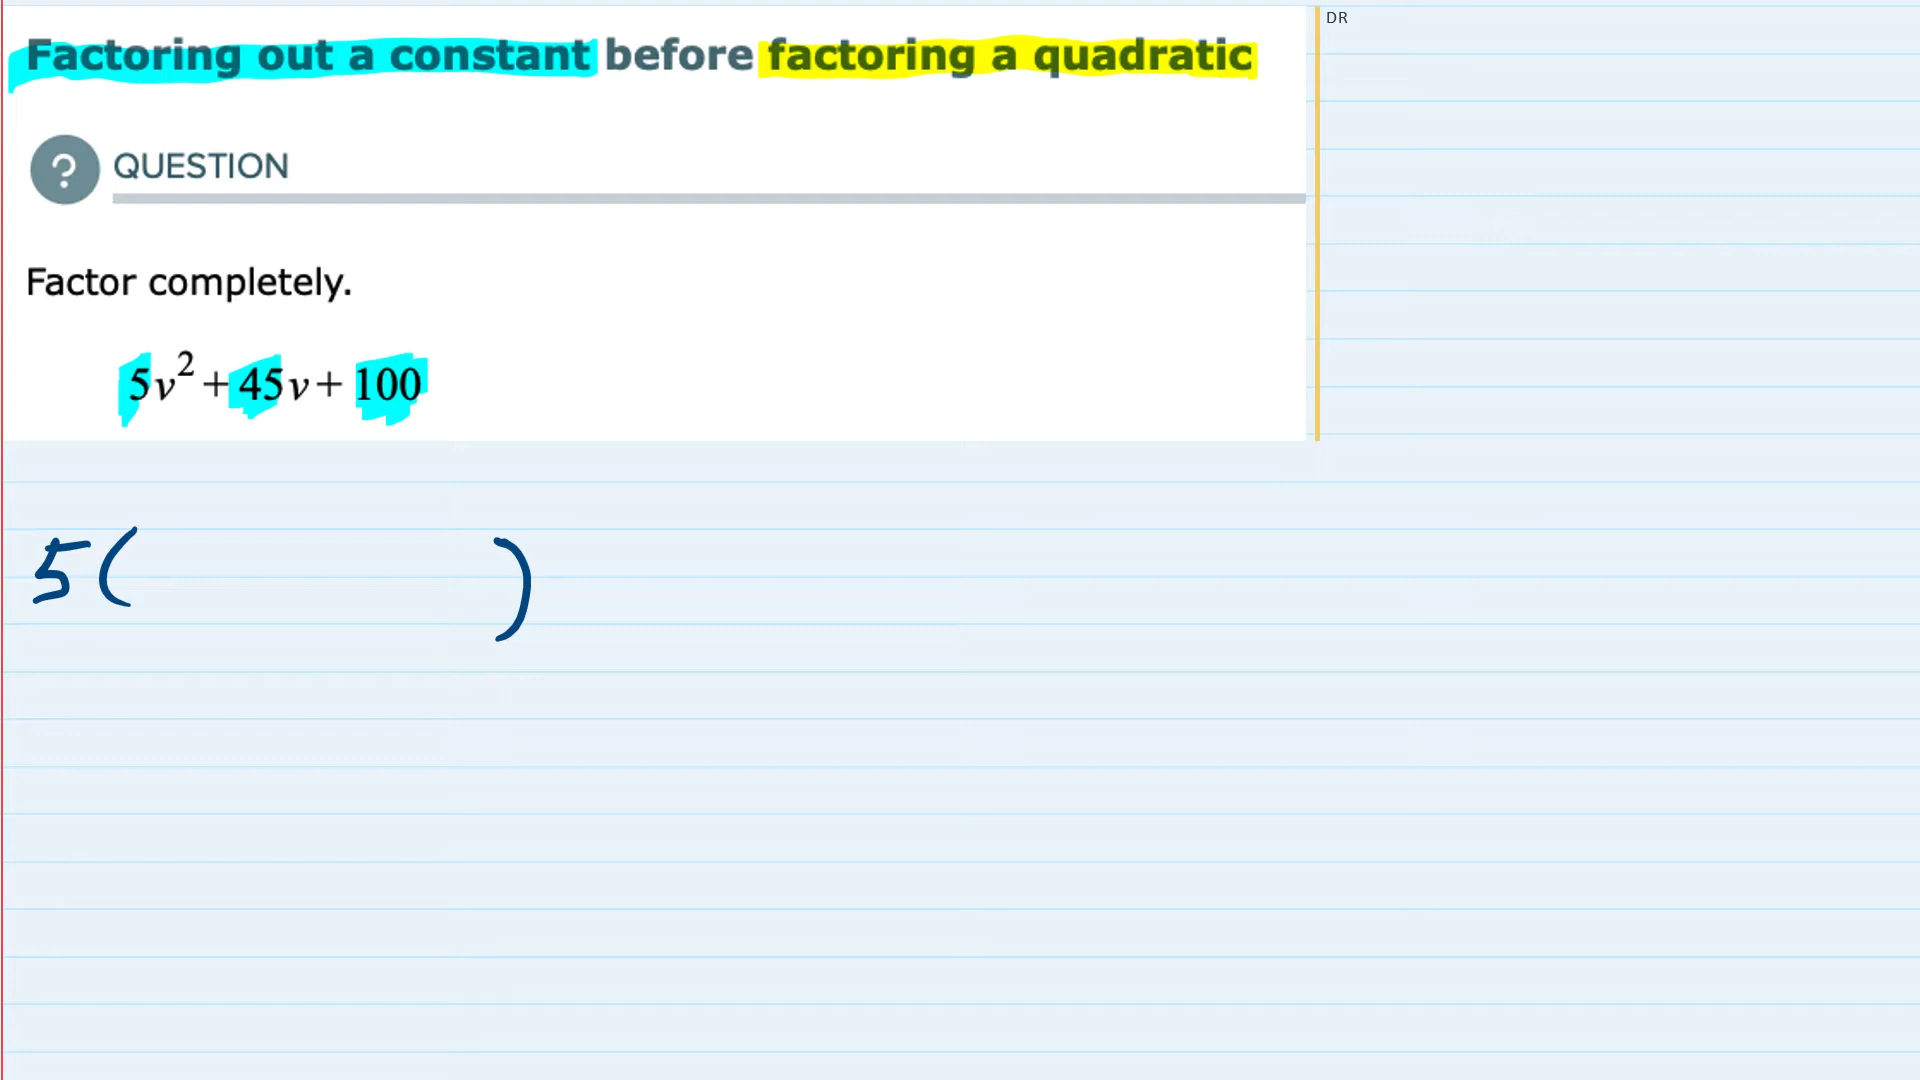 Factoring out a constant before factoring a quadratic
DR
? QUESTION
Factor completely.
5v² + 45v + 100
5( )